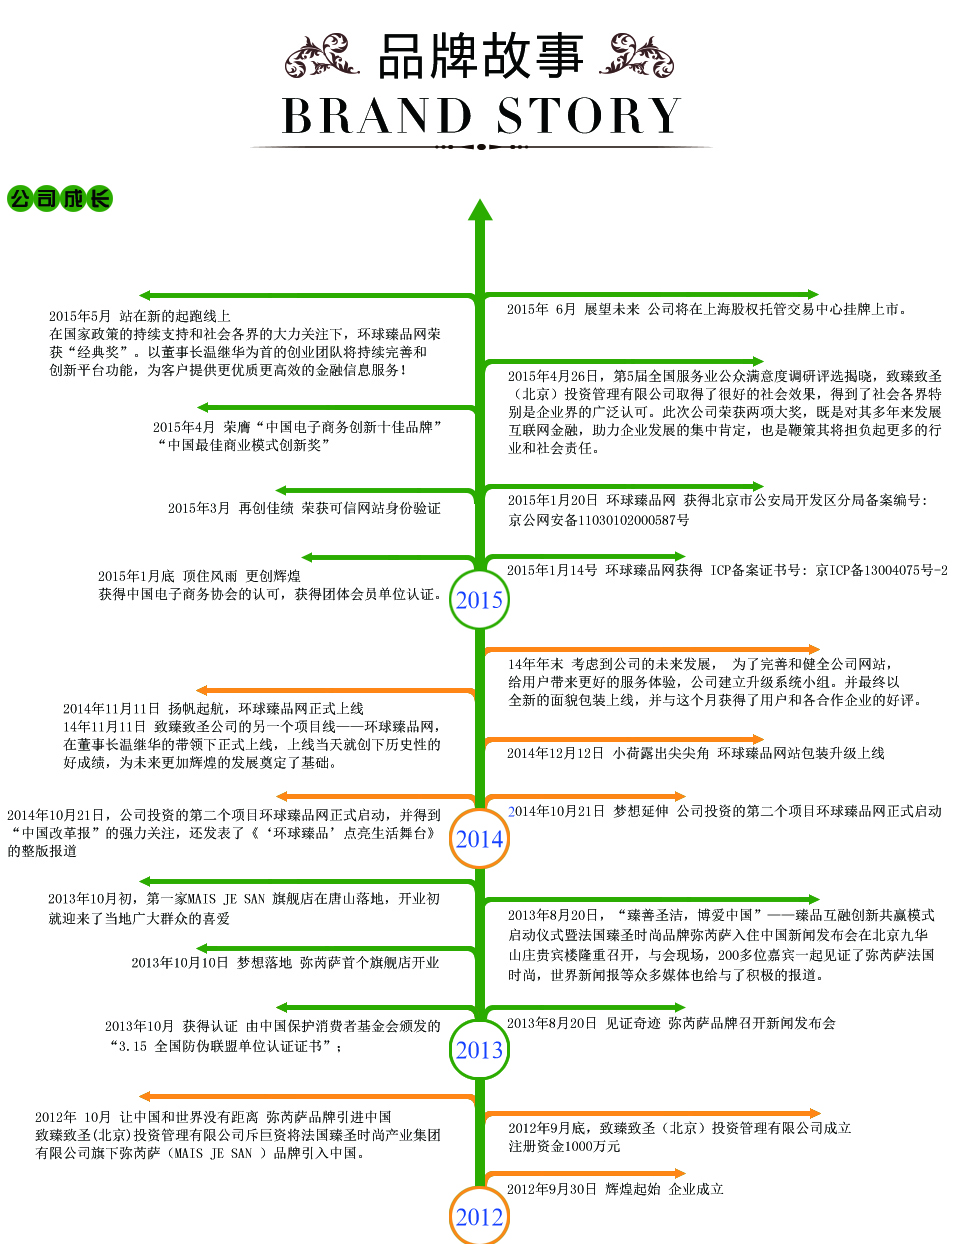 品牌故事
BRAND STORY
公司成长
2015年 6月 展望未来 公司将在上海股权托管交易中心挂牌上市。
2015年5月 站在新的起跑线上
在国家政策的持续支持和社会各界的大力关注下，环球臻品网荣
获“经典奖”。以董事长温继华为首的创业团队将持续完善和
创新平台功能，为客户提供更优质更高效的金融信息服务！
2015年4月26日，第5届全国服务业公众满意度调研评选揭晓，致臻致圣
（北京）投资管理有限公司取得了很好的社会效果，得到了社会各界特
别是企业界的广泛认可。此次公司荣获两项大奖，既是对其多年来发展
互联网金融，助力企业发展的集中肯定，也是鞭策其将担负起更多的行
业和社会责任。
2015年4月 荣膺“中国电子商务创新十佳品牌”
“中国最佳商业模式创新奖”
2015年1月20日 环球臻品网 获得北京市公安局开发区分局备案编号：
京公网安备11030102000587号
2015年3月 再创佳绩 荣获可信网站身份验证
2015年1月14号 环球臻品网获得 ICP备案证书号：京ICP备13004075号-2
2015年1月底 顶住风雨 更创辉煌
获得中国电子商务协会的认可，获得团体会员单位认证。
2015
14年年末 考虑到公司的未来发展， 为了完善和健全公司网站，
给用户带来更好的服务体验，公司建立升级系统小组。并最终以
全新的面貌包装上线，并与这个月获得了用户和各合作企业的好评。
2014年11月11日 扬帆起航，环球臻品网正式上线
14年11月11日 致臻致圣公司的另一个项目线——环球臻品网，
在董事长温继华的带领下正式上线，上线当天就创下历史性的
好成绩，为未来更加辉煌的发展奠定了基础。
2014年12月12日 小荷露出尖尖角 环球臻品网站包装升级上线
2014年10月21日 梦想延伸 公司投资的第二个项目环球臻品网正式启动
2014年10月21日，公司投资的第二个项目环球臻品网正式启动，并得到
“中国改革报”的强力关注，还发表了《‘环球臻品’点亮生活舞台》
的整版报道
2014
2013年10月初，第一家MAIS JE SAN 旗舰店在唐山落地，开业初
就迎来了当地广大群众的喜爱
2013年8月20日，“臻善圣洁，博爱中国”——臻品互融创新共赢模式
启动仪式暨法国臻圣时尚品牌弥芮萨入住中国新闻发布会在北京九华
山庄贵宾楼隆重召开，与会现场，200多位嘉宾一起见证了弥芮萨法国
时尚，世界新闻报等众多媒体也给与了积极的报道。
2013年10月10日 梦想落地 弥芮萨首个旗舰店开业
2013年8月20日 见证奇迹 弥芮萨品牌召开新闻发布会
2013年10月 获得认证 由中国保护消费者基金会颁发的
“3.15 全国防伪联盟单位认证证书”；
2013
2012年 10月 让中国和世界没有距离 弥芮萨品牌引进中国
致臻致圣(北京)投资管理有限公司斥巨资将法国臻圣时尚产业集团
有限公司旗下弥芮萨（MAIS JE SAN ）品牌引入中国。
2012年9月底，致臻致圣（北京）投资管理有限公司成立
注册资金1000万元
2012年9月30日 辉煌起始 企业成立
2012